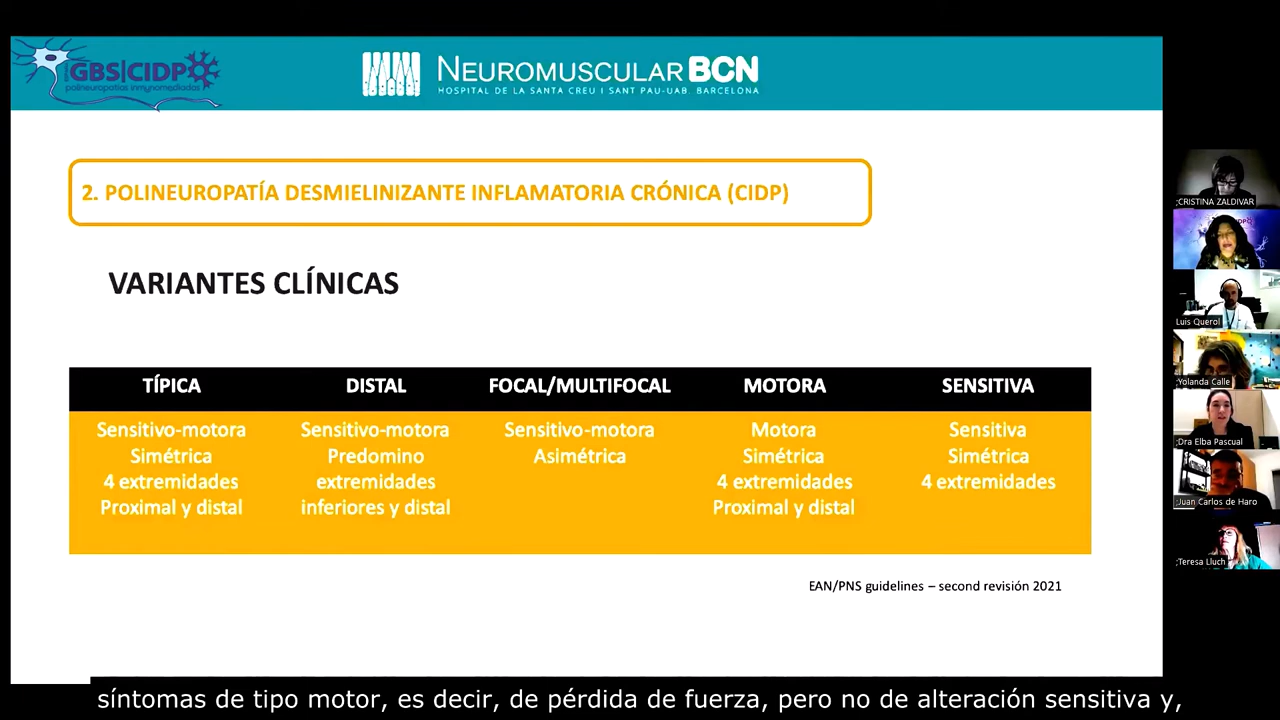 GBS|CIDP
polineuropatías inmunomediadas
NEUROMUSCULAR BCN
HOSPITAL DE LA SANTA CREU I SANT PAU-UAB. BARCELONA
2. POLINEUROPATÍA DESMIELINIZANTE INFLAMATORIA CRÓNICA (CIDP)
VARIANTES CLÍNICAS
TÍPICA DISTAL FOCAL/MULTIFOCAL MOTORA SENSITIVA
Sensitivo-motora Sensitivo-motora Sensitivo-motora Motora Sensitiva
Simétrica Predomino Asimétrica Simétrica Simétrica
4 extremidades extremidades 4 extremidades 4 extremidades
Proximal y distal inferiores y distal Proximal y distal
EAN/PNS guidelines – second revisión 2021
síntomas de tipo motor, es decir, de pérdida de fuerza, pero no de alteración sensitiva y,
;CRISTINA ZALDIVAR
Luis Querol
;Yolanda Calle
;Dra Elba Pascual
;Juan Carlos de Haro
;Teresa Lluch